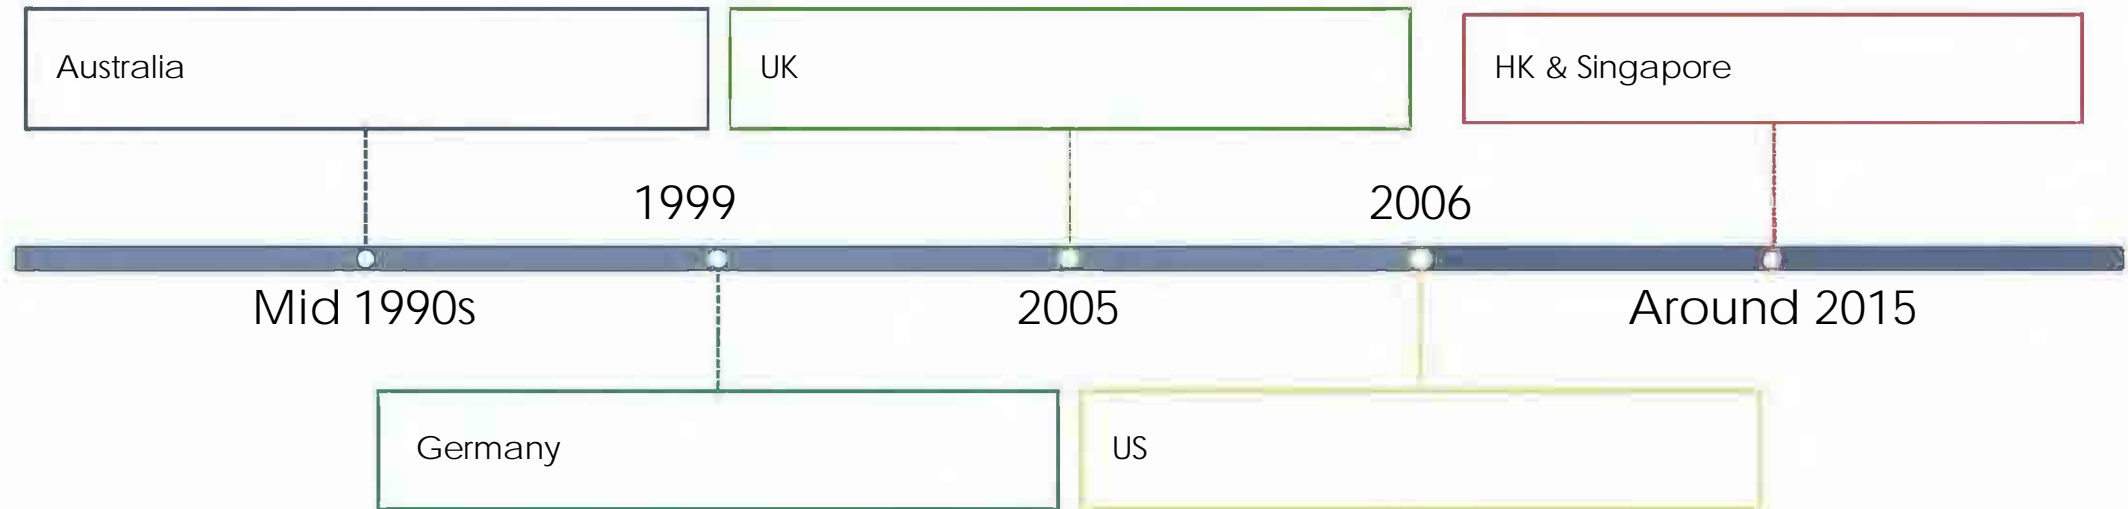 Australia
UK
HK & Singapore
1999
2006
Mid 1990s
2005
Around 2015
Germany
US